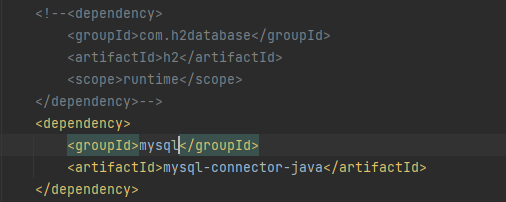 <!--<dependency>
<groupId>com.h2database</groupId>
<artifactId>h2</artifactId>
<scope>runtime</scope>
</dependency>-->
<dependency>
<groupId>mysql</groupId>
<artifactId>mysql-connector-java</artifactId>
</dependency>